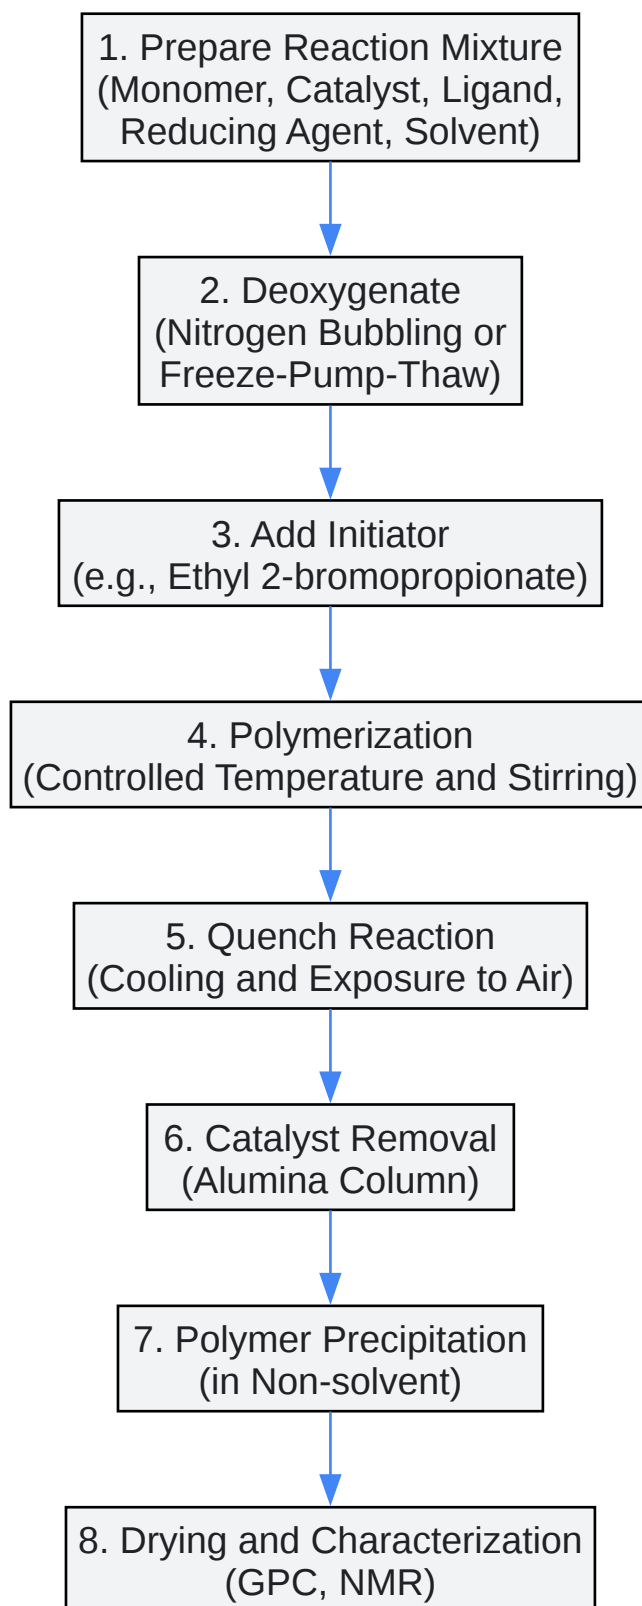 1. Prepare Reaction Mixture
(Monomer, Catalyst, Ligand,
Reducing Agent, Solvent)
2. Deoxygenate
(Nitrogen Bubbling or
Freeze-Pump-Thaw)
3. Add Initiator
(e.g., Ethyl 2-bromopropionate)
4. Polymerization
(Controlled Temperature and Stirring)
5. Quench Reaction
(Cooling and Exposure to Air)
6. Catalyst Removal
(Alumina Column)
7. Polymer Precipitation
(in Non-solvent)
8. Drying and Characterization
(GPC, NMR)